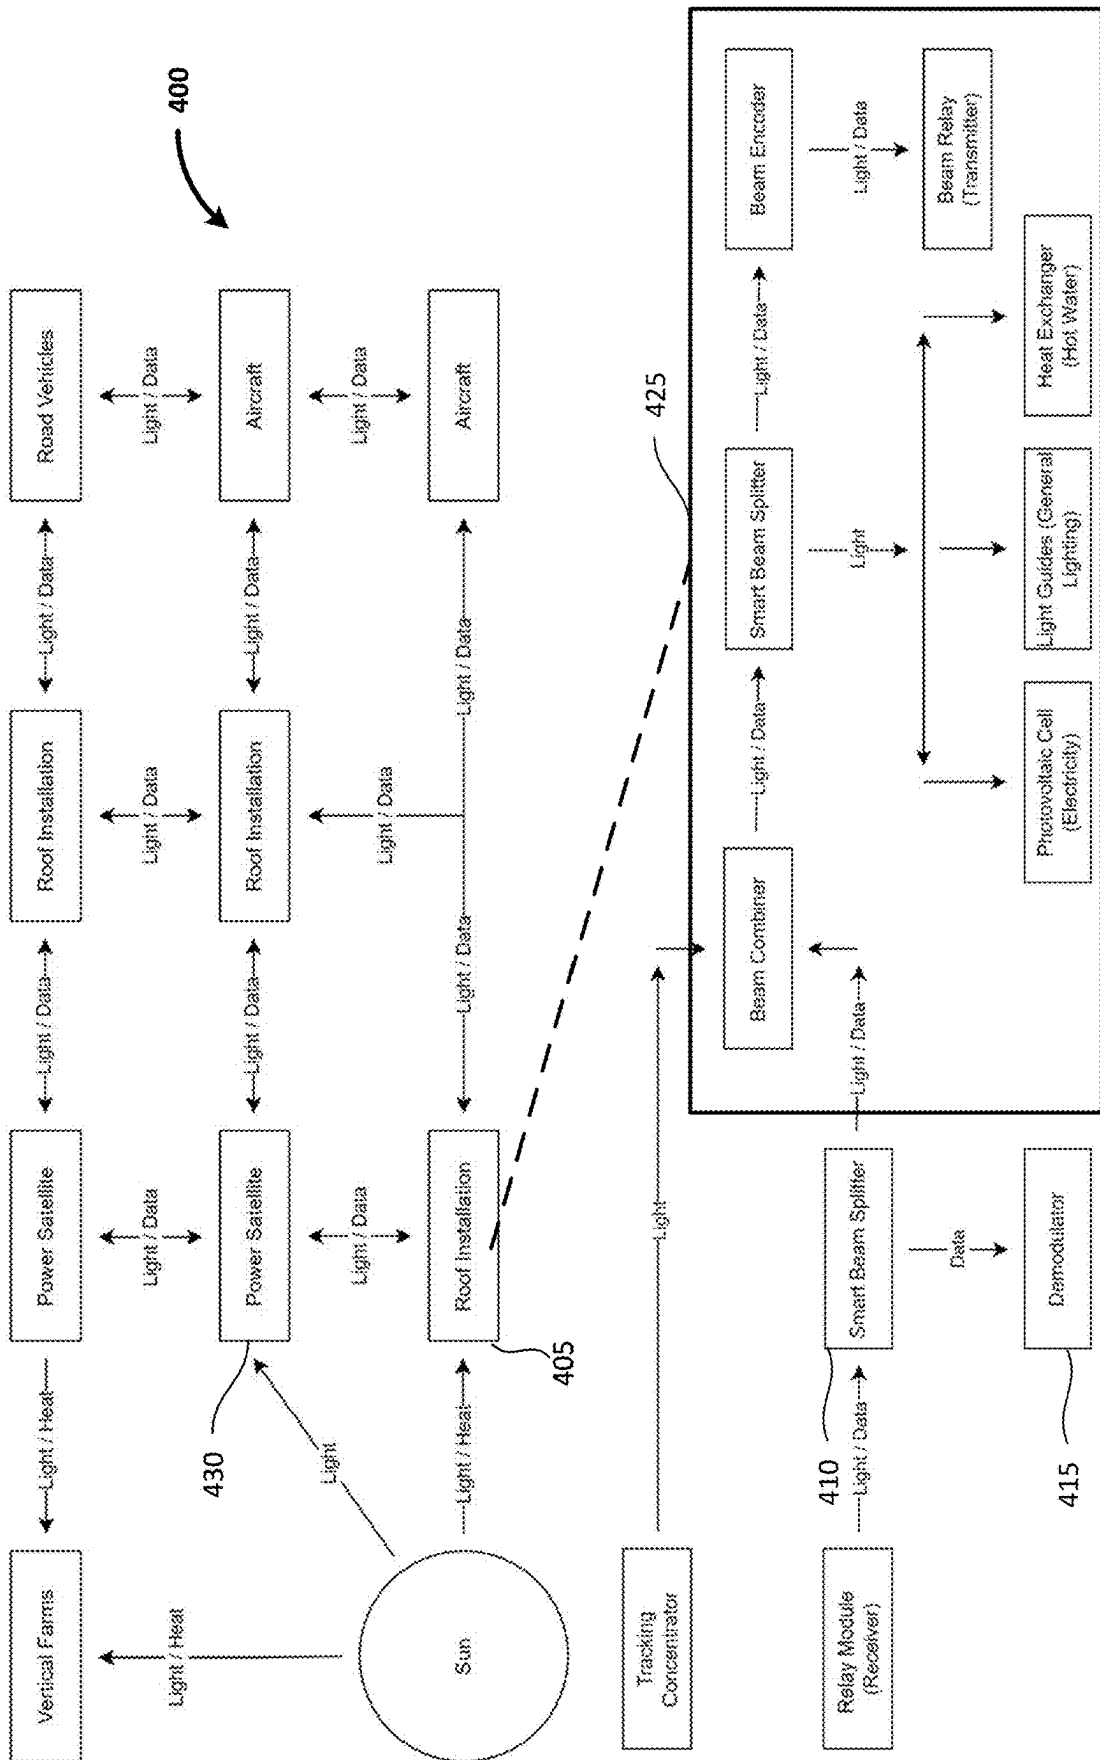 400
Vertical Farms
Light / Heat
Power Satellite
Light / Data
Roof Installation
Light / Data
Road Vehicles
Light / Heat
Light / Data
Light / Data
Light / Data
430
Light
Power Satellite
Light / Data
Roof Installation
Light / Data
Aircraft
Light / Data
Light / Data
Light / Data
Sun
Light / Heat
Roof Installation
405
Light / Data
Light / Data
Aircraft
425
Tracking
Concentrator
Light
Beam Combiner
Light / Data
Smart Beam Splitter
Light / Data
Beam Encoder
Relay Module
(Receiver)
Light / Data
410
Smart Beam Splitter
Light / Data
Light
Light / Data
Beam Relay
(Transmitter)
Data
415
Demodulator
Photovoltaic Cell
(Electricity)
Light Guides (General
Lighting)
Heat Exchanger
(Hot Water)